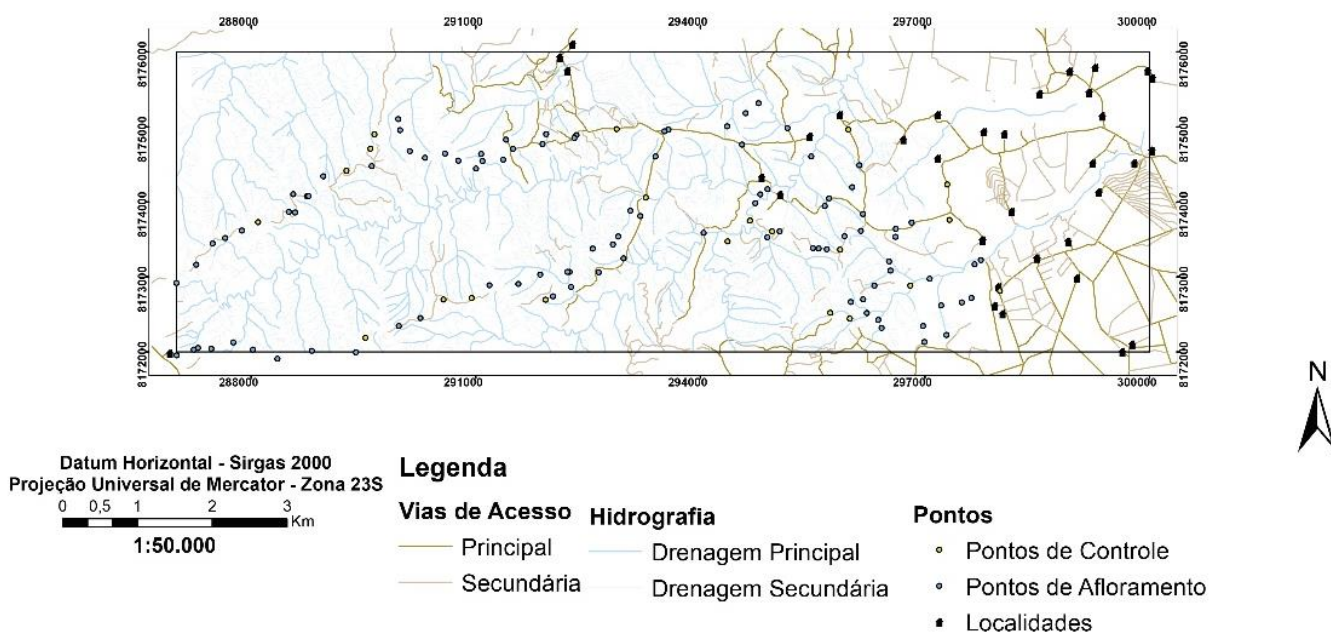 288000 291000 294000 297000 300000
8176000 8176000
8175000 8175000
8174000 8174000
8173000 8173000
8172000 8172000
288000 291000 294000 297000 300000
N
Datum Horizontal - Sirgas 2000
Projeção Universal de Mercator - Zona 23S
0 0,5 1 2 3
Km
1:50.000
Legenda
Vias de Acesso
Principal
Secundária
Hidrografia
Drenagem Principal
Drenagem Secundária
Pontos
Pontos de Controle
Pontos de Afloramento
Localidades